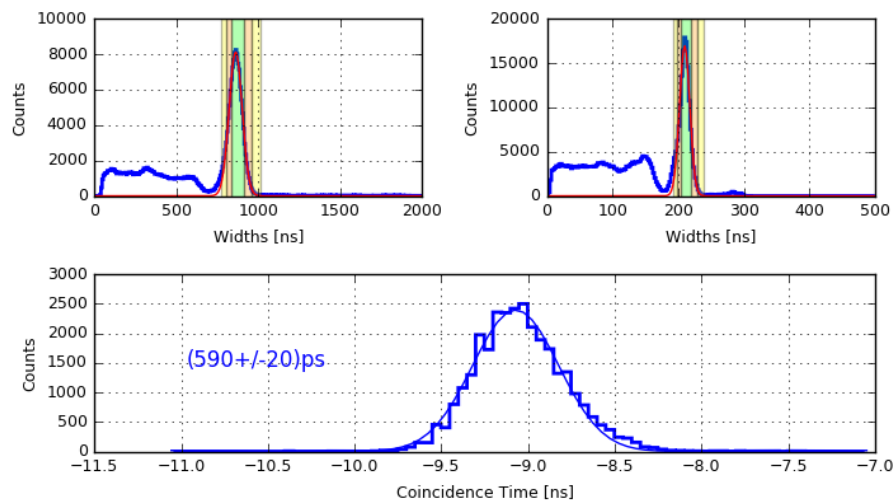 10000
8000
6000
4000
2000
0
Counts
0 500 1000 1500 2000
Widths [ns]
20000
15000
10000
5000
0
Counts
0 100 200 300 400 500
Widths [ns]
3000
2500
2000
1500
1000
500
0
Counts
(590+/-20)ps
−11.5 −11.0 −10.5 −10.0 −9.5 −9.0 −8.5 −8.0 −7.5 −7.0
Coincidence Time [ns]